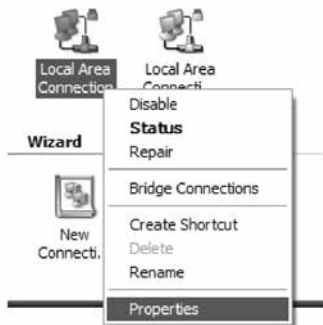 Local Area
Connection
Local Area
Connecti...
Disable
Status
Repair
Bridge Connections
Create Shortcut
Delete
Rename
Properties
Wizard
New
Connecti.